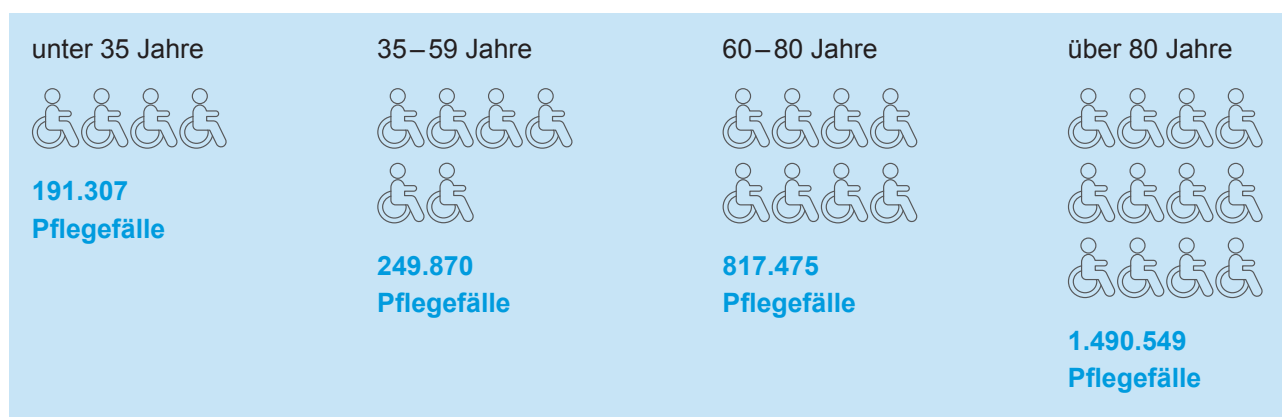 unter 35 Jahre
191.307
Pflegefälle
35–59 Jahre
249.870
Pflegefälle
60–80 Jahre
817.475
Pflegefälle
über 80 Jahre
1.490.549
Pflegefälle